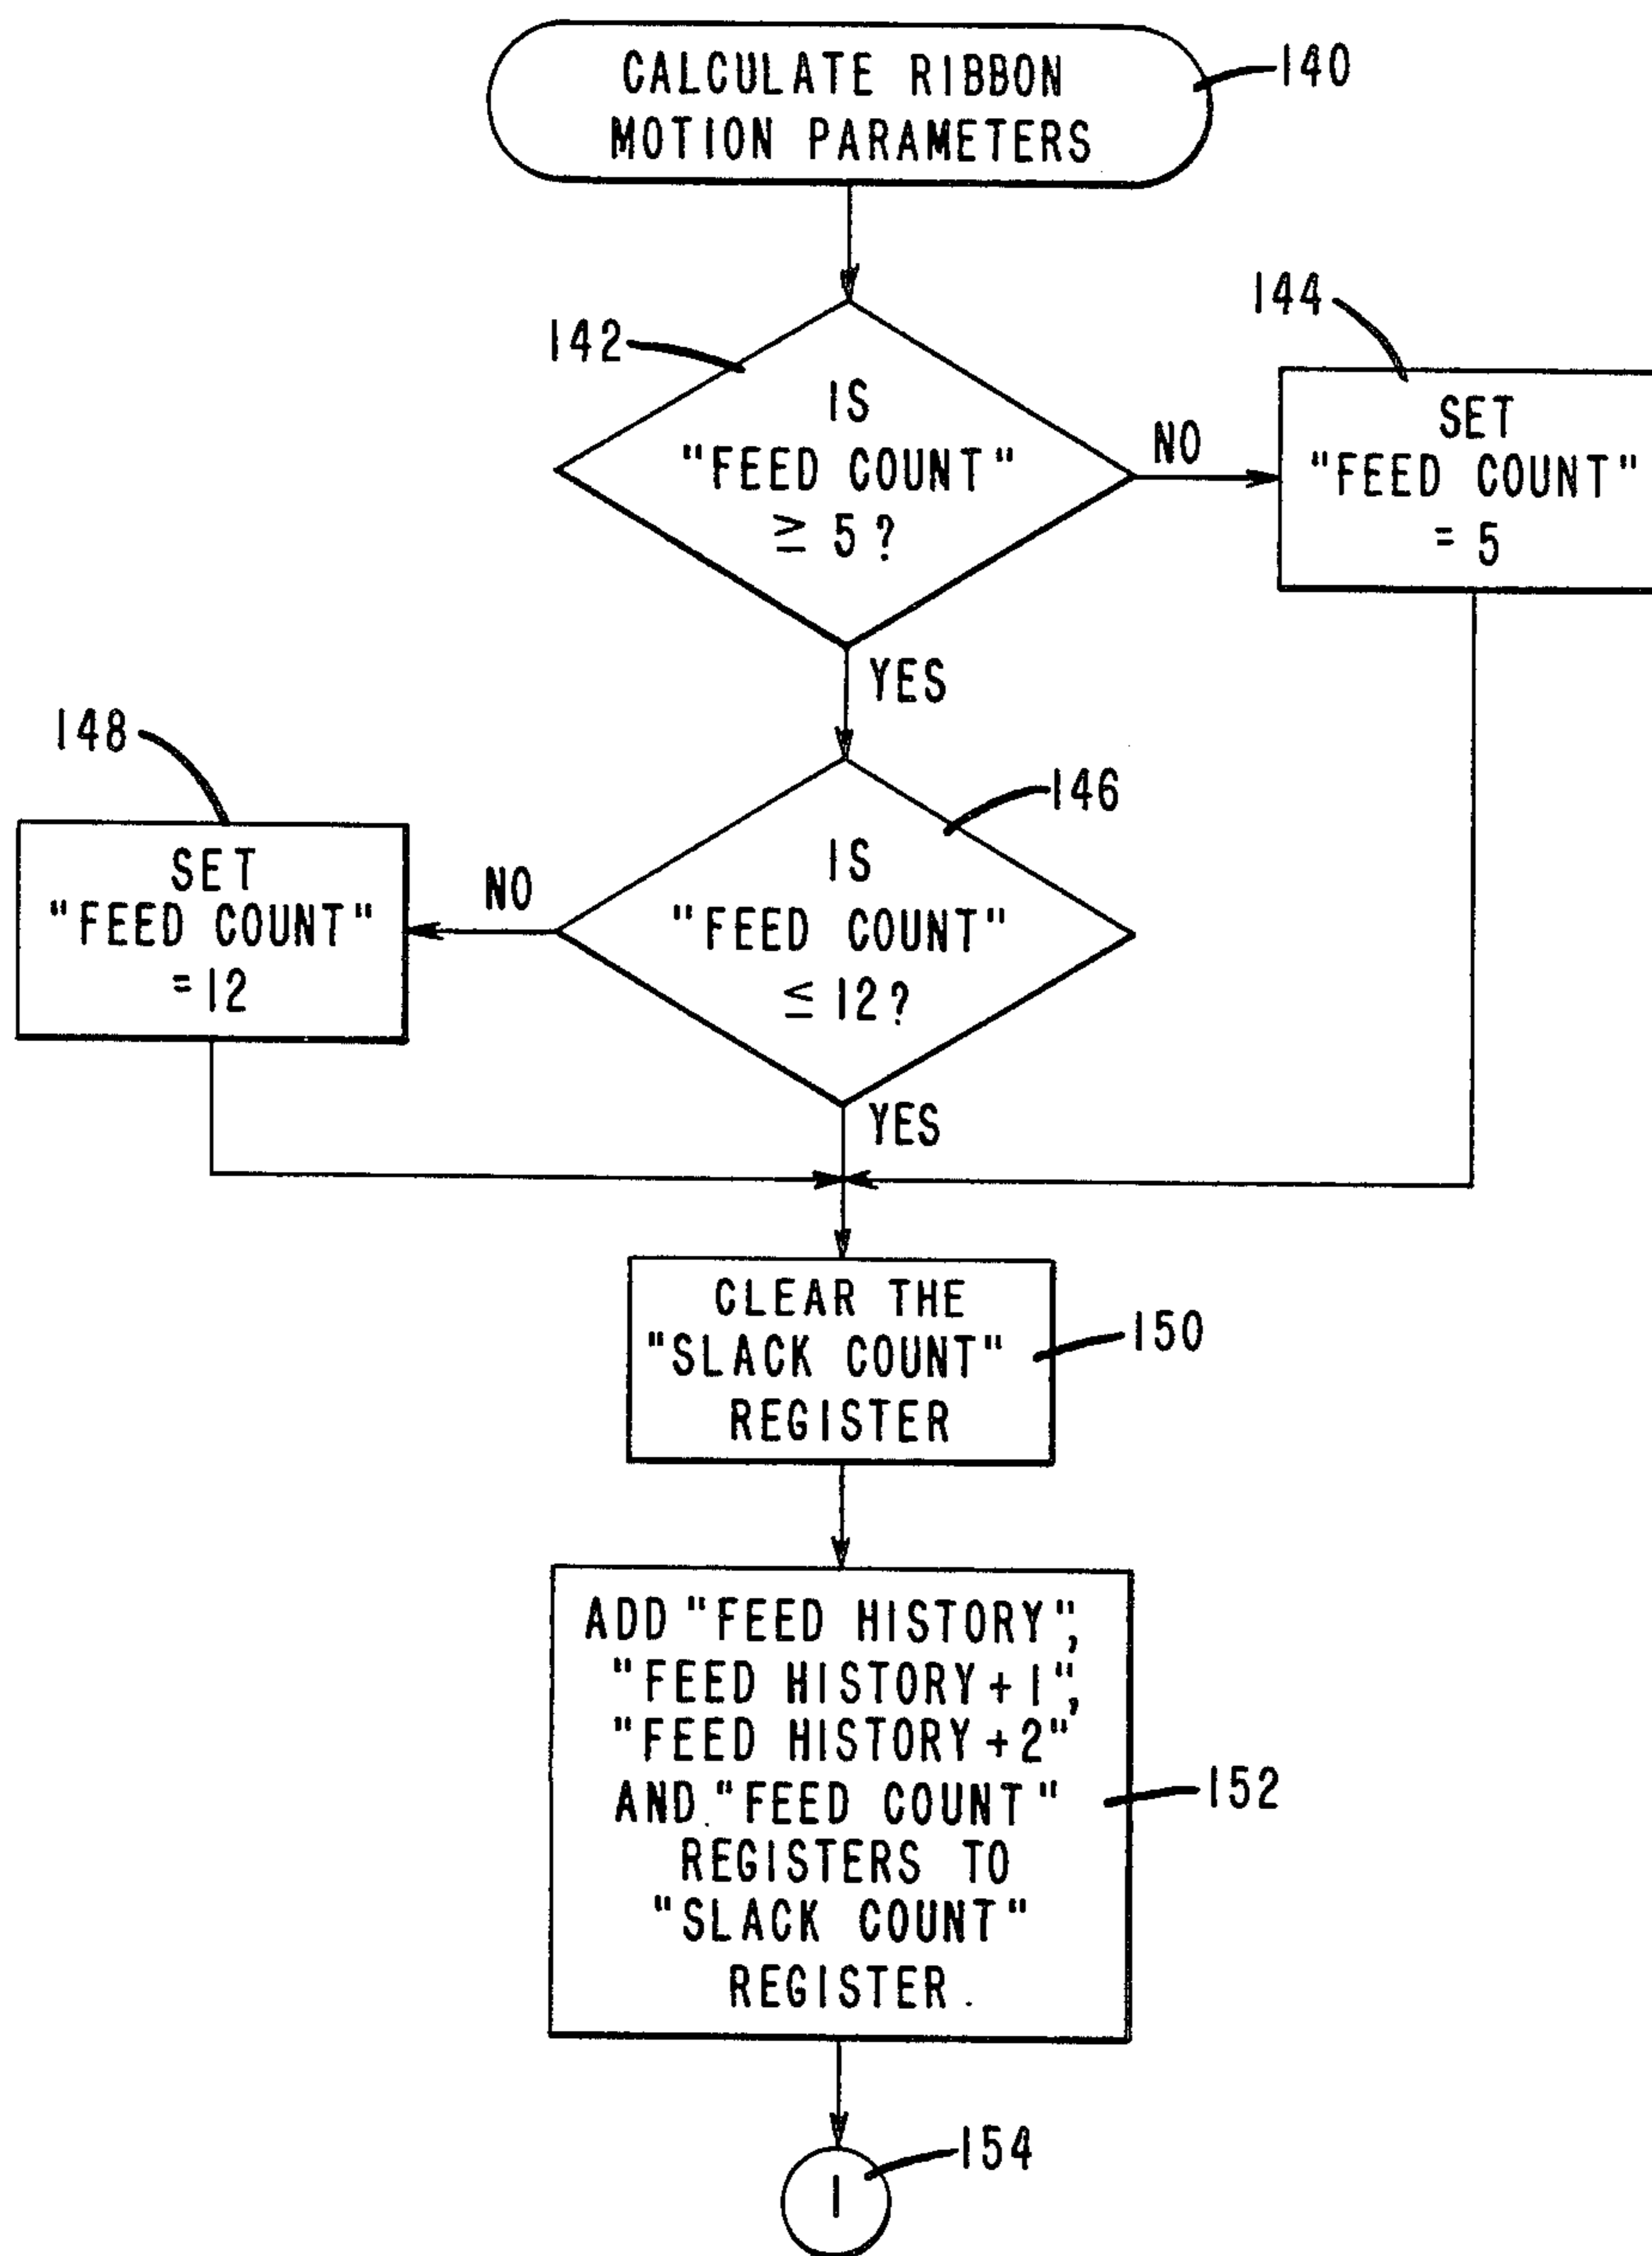 CALCULATE RIBBON
MOTION PARAMETERS
140
142
IS
"FEED COUNT"
≥ 5?
NO
144
SET
"FEED COUNT"
= 5
YES
146
IS
"FEED COUNT"
≤ 12?
NO
148
SET
"FEED COUNT"
=12
YES
CLEAR THE
"SLACK COUNT"
REGISTER
150
ADD "FEED HISTORY",
"FEED HISTORY+1",
"FEED HISTORY+2"
AND "FEED COUNT"
REGISTERS TO
"SLACK COUNT"
REGISTER.
152
1
154